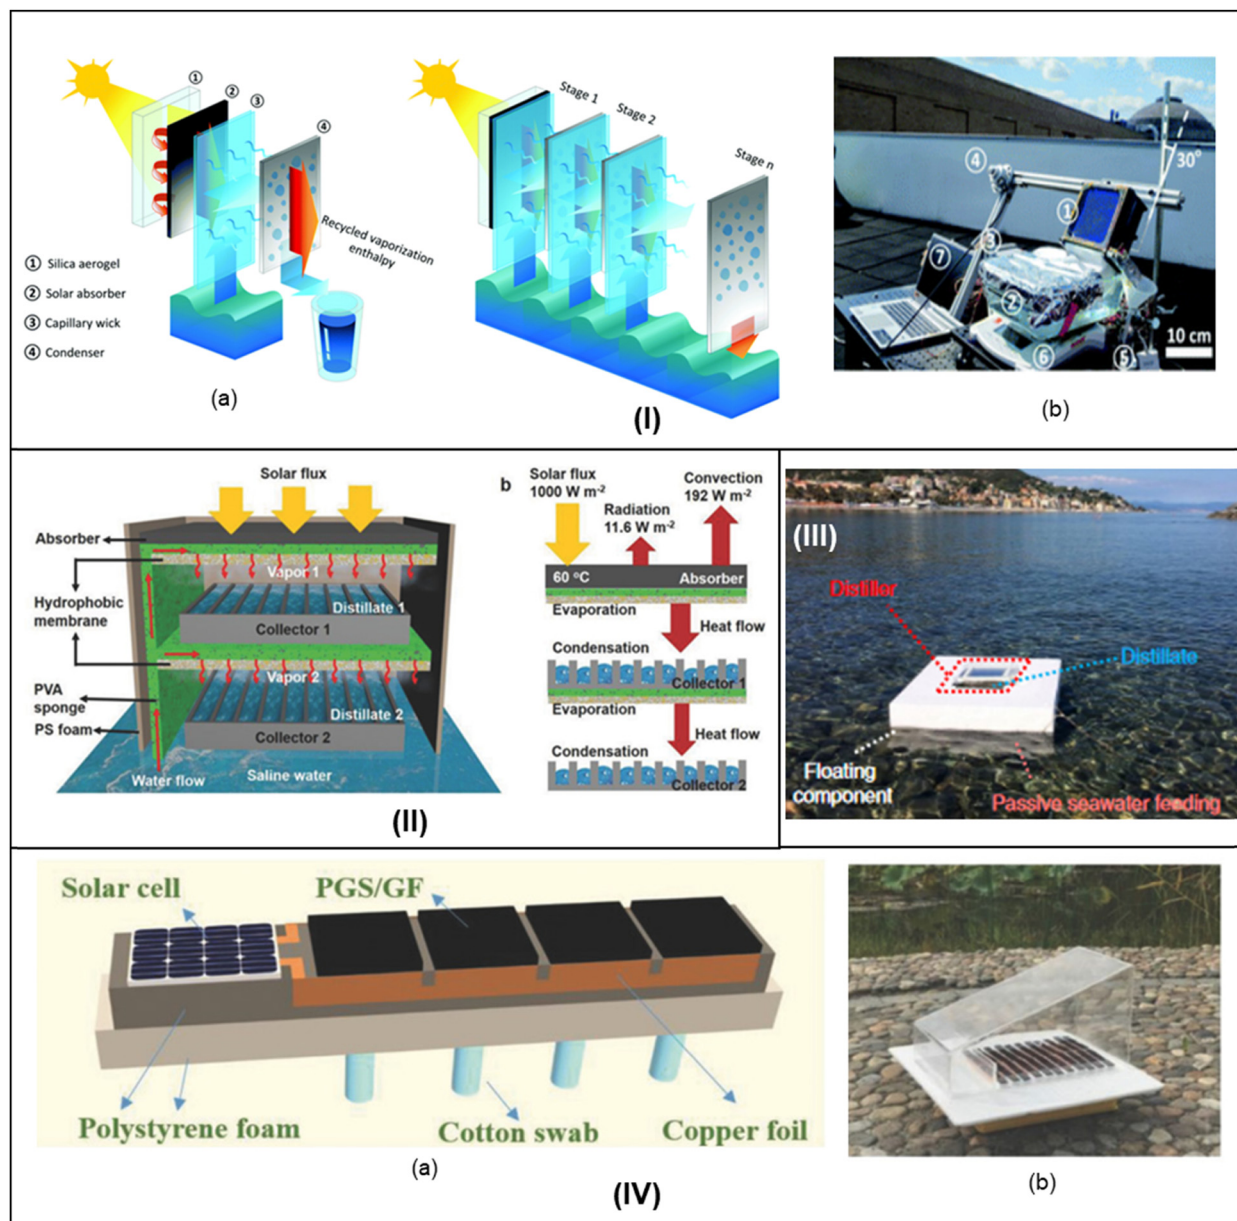 ①
②
③
④
Recycled vaporization
enthalpy
① Silica aerogel
② Solar absorber
③ Capillary wick
④ Condenser
(a)
Stage 1
Stage 2
Stage n
④
30°
①
③
⑦
②
⑥
⑤
10 cm
(b)
(I)
Solar flux
Absorber
Vapor 1
Hydrophobic
membrane
Distillate 1
Collector 1
Vapor 2
PVA
sponge
Distillate 2
PS foam
Collector 2
Water flow
Saline water
b
Solar flux
1000 W m-2
Convection
192 W m-2
Radiation
11.6 W m-2
60 °C
Absorber
Evaporation
Heat flow
Condensation
Collector 1
Evaporation
Heat flow
Condensation
Collector 2
(II)
(III)
Distiller
Distillate
Floating
component
Passive seawater feeding
Solar cell
PGS/GF
Polystyrene foam
Cotton swab
Copper foil
(a)
(b)
(IV)